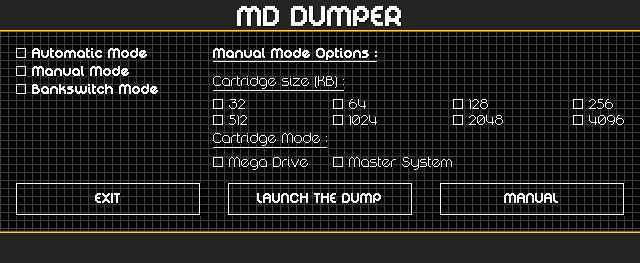 MD DUMPER
Automatic Mode
Manual Mode
Bankswitch Mode
Manual Mode Options :
Cartridge size (KB) :
32 64 128 256
512 1024 2048 4096
Cartridge Mode :
Mega Drive Master System
EXIT LAUNCH THE DUMP MANUAL